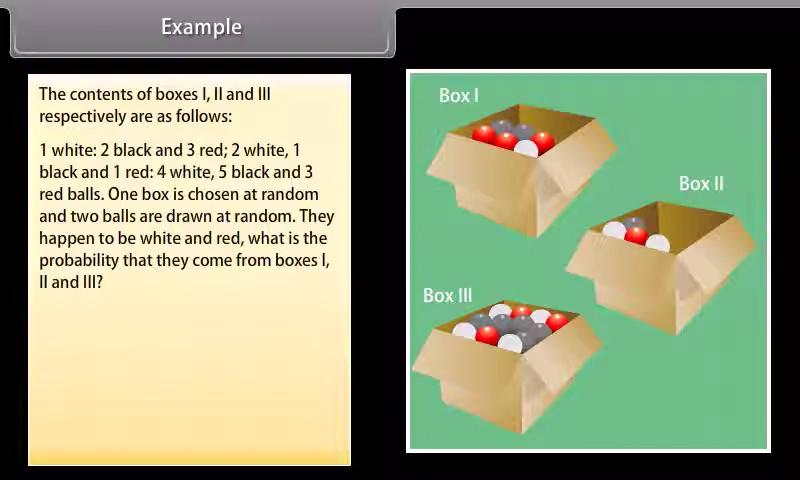 Example
The contents of boxes I, II and III
respectively are as follows:
1 white: 2 black and 3 red; 2 white, 1
black and 1 red: 4 white, 5 black and 3
red balls. One box is chosen at random
and two balls are drawn at random. They
happen to be white and red, what is the
probability that they come from boxes I,
II and III?
Box I
Box II
Box III